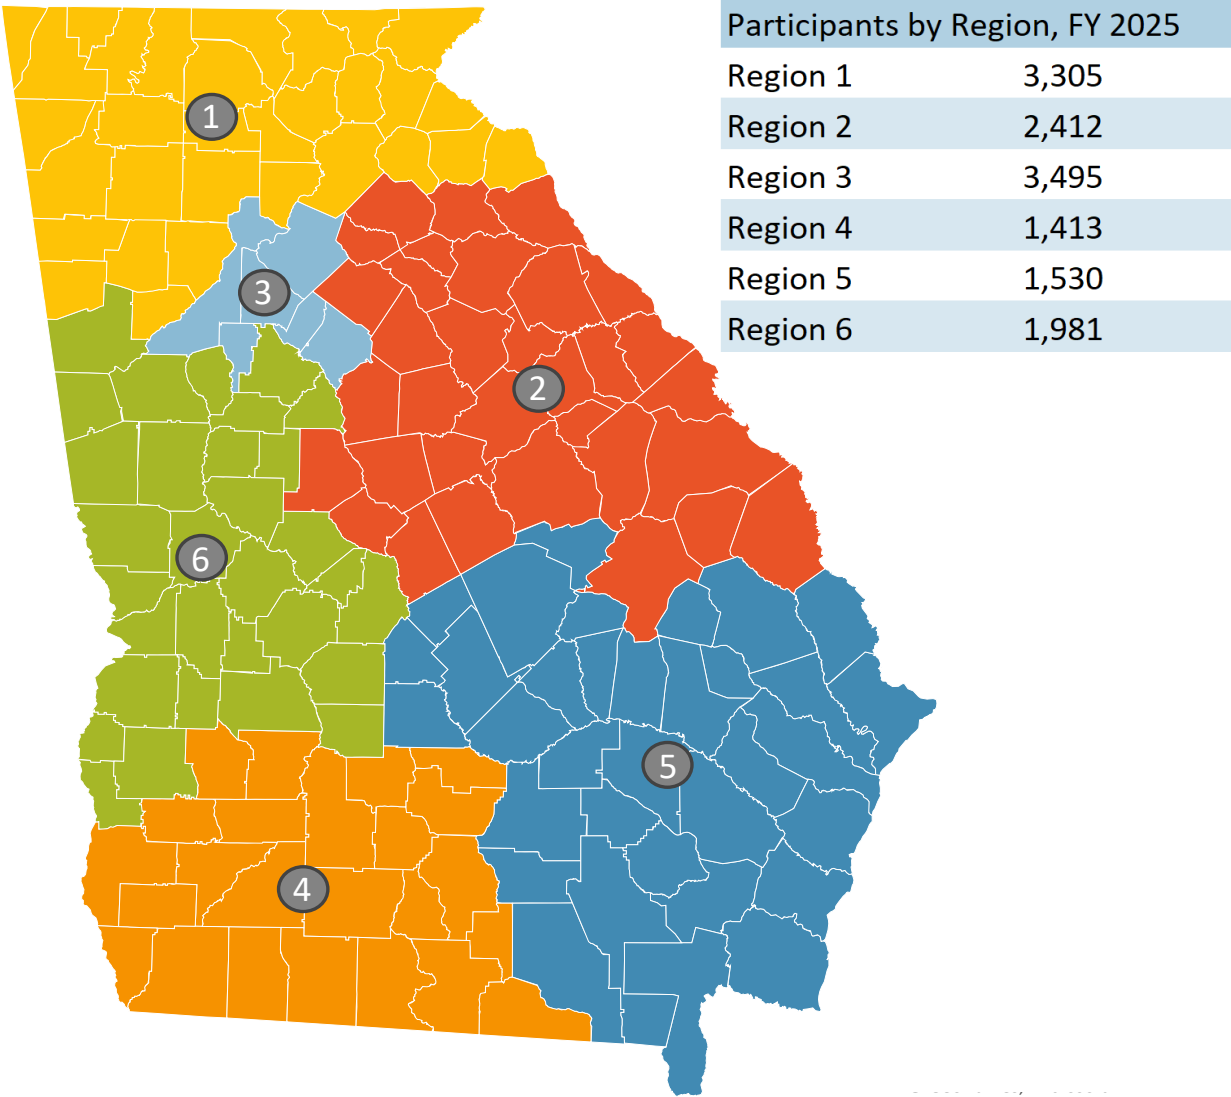 Participants by Region, FY 2025
Region 1 3,305
Region 2 2,412
Region 3 3,495
Region 4 1,413
Region 5 1,530
Region 6 1,981
1
3
2
6
5
4